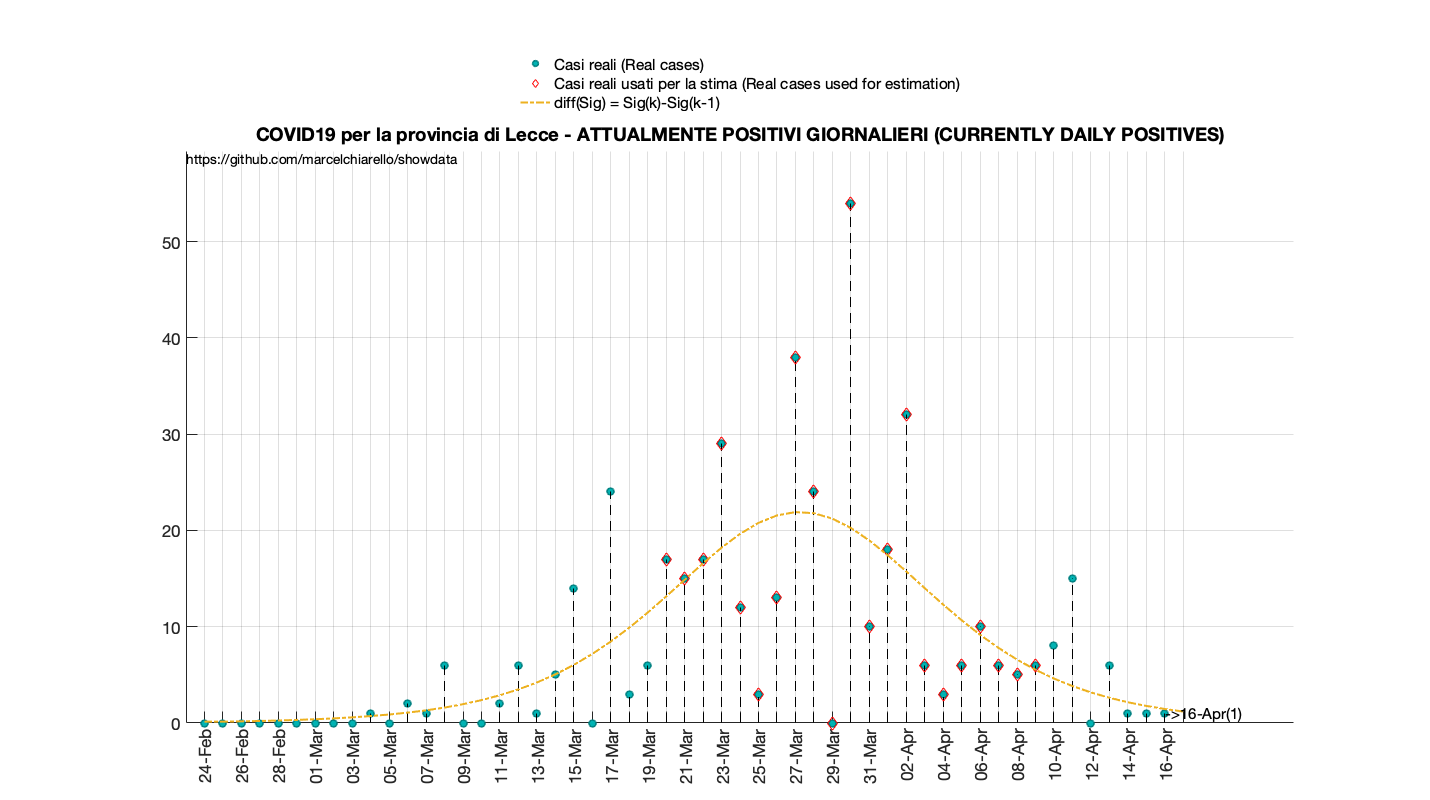 Casi reali (Real cases)
Casi reali usati per la stima (Real cases used for estimation)
diff(Sig) = Sig(k)-Sig(k-1)
COVID19 per la provincia di Lecce - ATTUALMENTE POSITIVI GIORNALIERI (CURRENTLY DAILY POSITIVES)
https://github.com/marcelchiarello/showdata
50
40
30
20
10
0
->16-Apr(1)
24-Feb
26-Feb
28-Feb
01-Mar
03-Mar
05-Mar
07-Mar
09-Mar
11-Mar
13-Mar
15-Mar
17-Mar
19-Mar
21-Mar
23-Mar
25-Mar
27-Mar
29-Mar
31-Mar
02-Apr
04-Apr
06-Apr
08-Apr
10-Apr
12-Apr
14-Apr
16-Apr